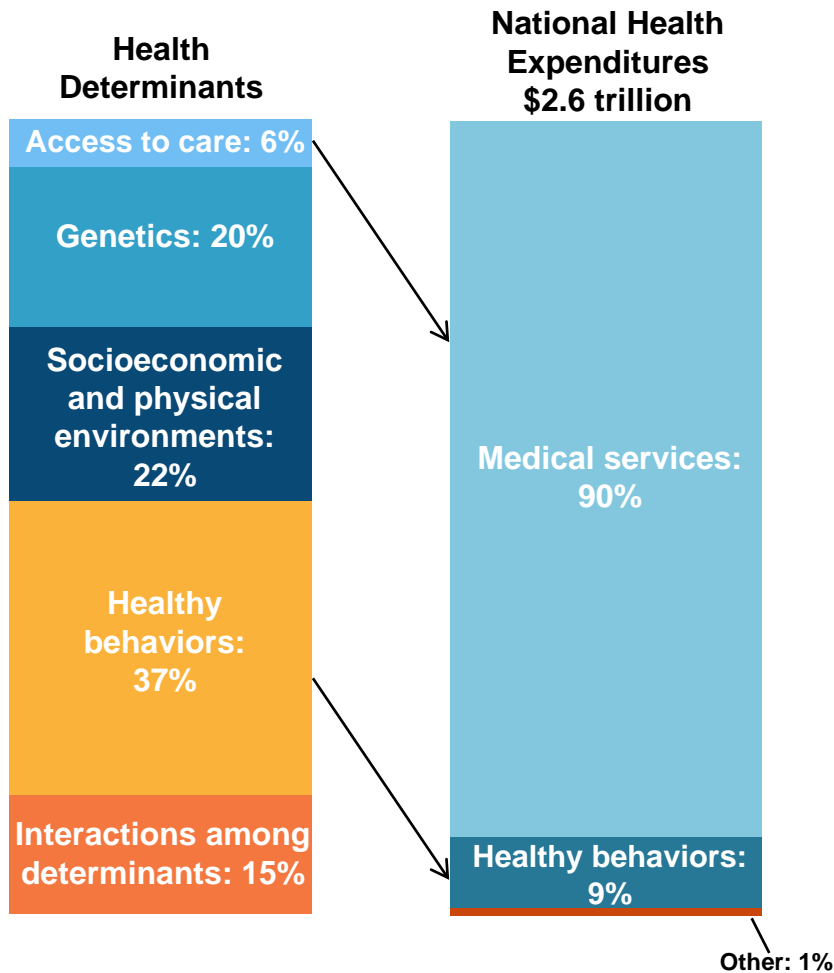 Health
Determinants
Access to care: 6%
Genetics: 20%
Socioeconomic
and physical
environments:
22%
Healthy
behaviors:
37%
Interactions among
determinants: 15%
National Health
Expenditures
$2.6 trillion
Medical services:
90%
Healthy behaviors:
9%
Other: 1%